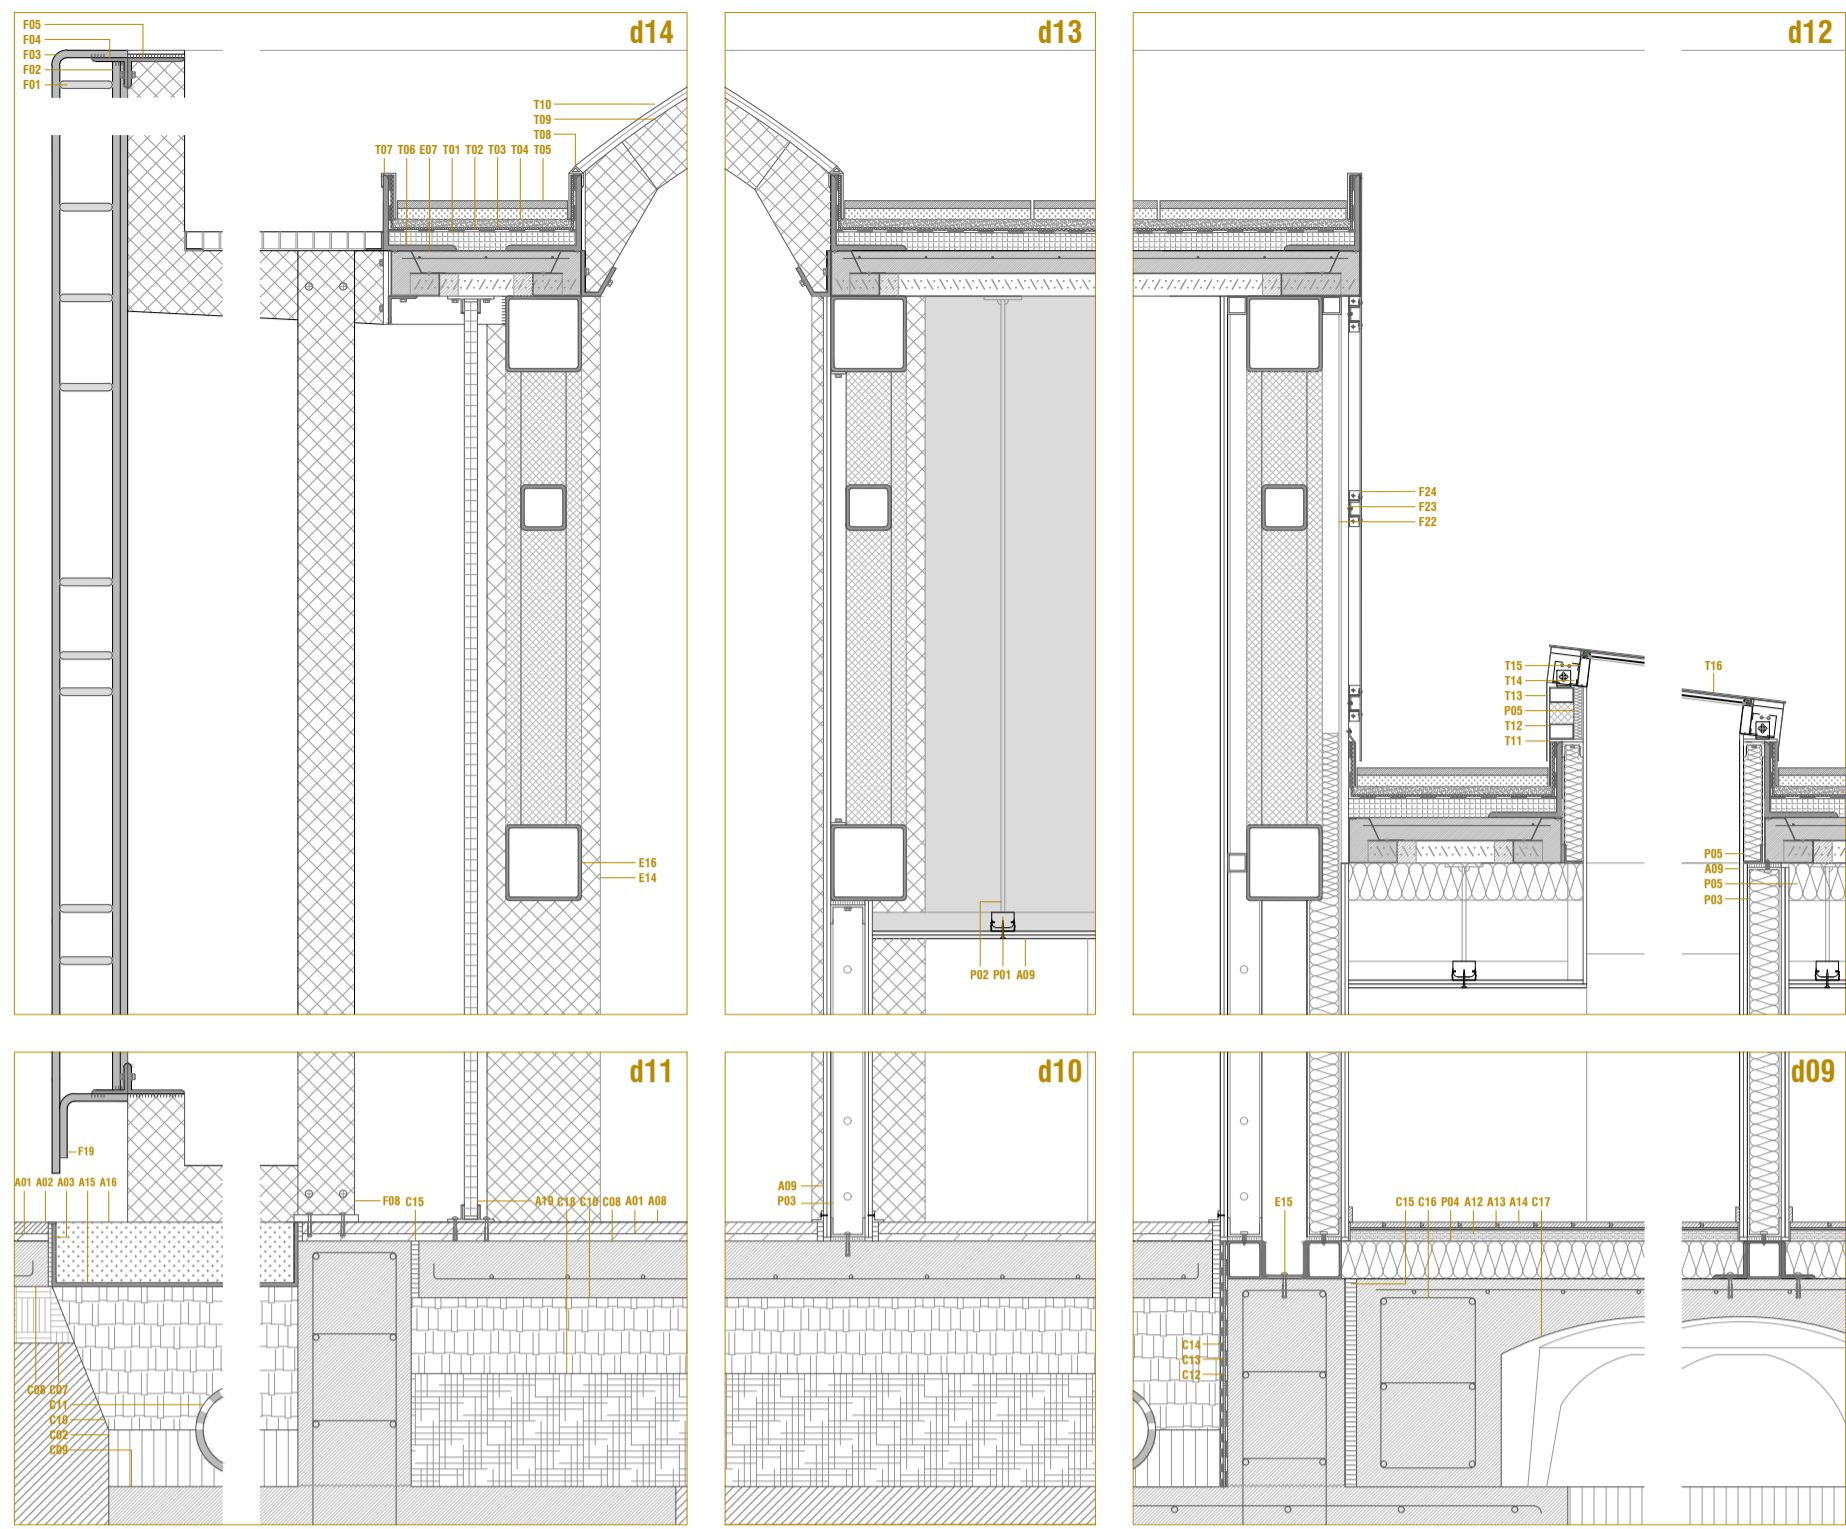 d14
F05
F04
F03
F02
F01
T10
T09
T08
T07 T06 E07 T01 T02 T03 T04 T05
E16
E14
d13
P02 P01 A09
d12
F24
F23
F22
T15
T14
T13
P05
T12
T11
T16
P05
A09
P05
P03
d11
F19
A01 A02 A03 A15 A16
F08 C15
A19 C18 C10 C08 A01 A08
C08 C07
C11
C10
C02
C09
d10
A09
P03
d09
E15
C15 C16 P04 A12 A13 A14 C17
C14
C13
C12